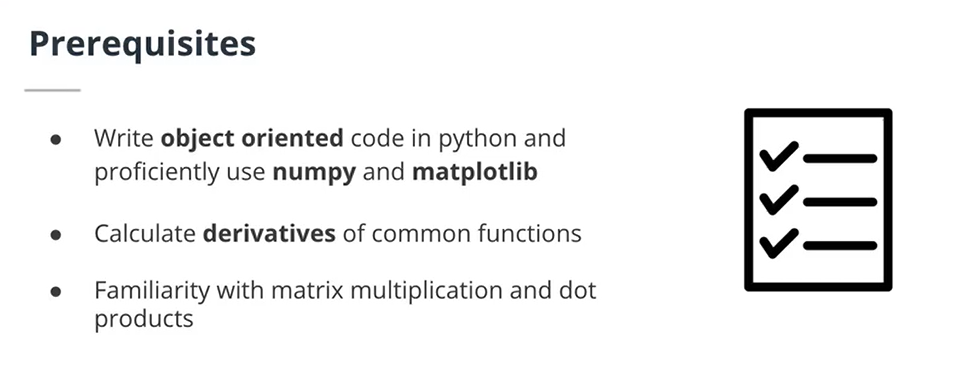 Prerequisites
● Write object oriented code in python and
proficiently use numpy and matplotlib
● Calculate derivatives of common functions
● Familiarity with matrix multiplication and dot
products